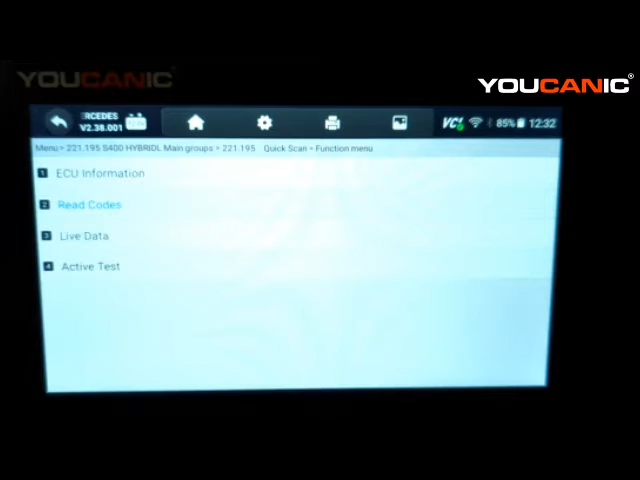 YOUCANIC
YOUCANIC®
RCEDES
V2.38.001
VCI
85%
12:32
Menu > 221.195 S400 HYBRIDL Main groups > 221.195 Quick Scan > Function menu
1 ECU Information
2 Read Codes
3 Live Data
4 Active Test